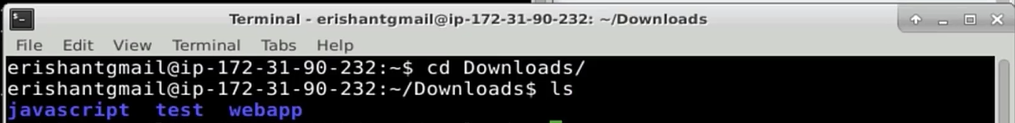 Terminal - erishantgmail@ip-172-31-90-232: ~/Downloads
File Edit View Terminal Tabs Help
erishantgmail@ip-172-31-90-232:~$ cd Downloads/
erishantgmail@ip-172-31-90-232:~/Downloads$ ls
javascript test webapp